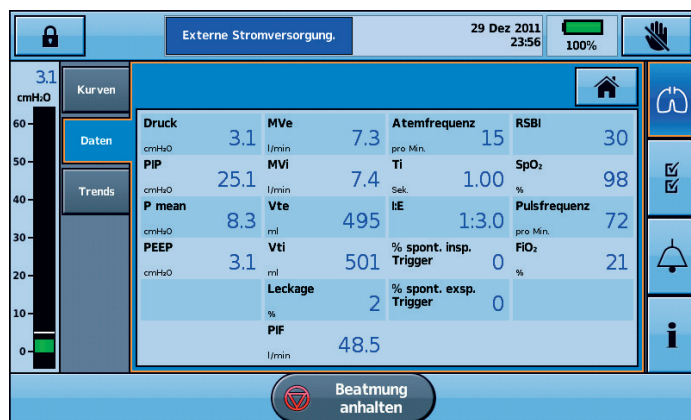 Externe Stromversorgung.
29 Dez 2011
23:56
100%
3.1
cmH₂O
60
50
40
30
20
10
0
Kurven
Daten
Trends
Druck
cmH₂O
3.1
MVe
l/min
7.3
Atemfrequenz
pro Min.
15
RSBI
30
PIP
cmH₂O
25.1
MVi
l/min
7.4
Ti
Sek.
1.00
SpO₂
%
98
P mean
cmH₂O
8.3
Vte
ml
495
I:E
1:3.0
Pulsfrequenz
pro Min.
72
PEEP
cmH₂O
3.1
Vti
ml
501
% spont. insp.
Trigger
0
FiO₂
%
21
Leckage
%
2
% spont. exsp.
Trigger
0
PIF
l/min
48.5
i
Beatmung
anhalten